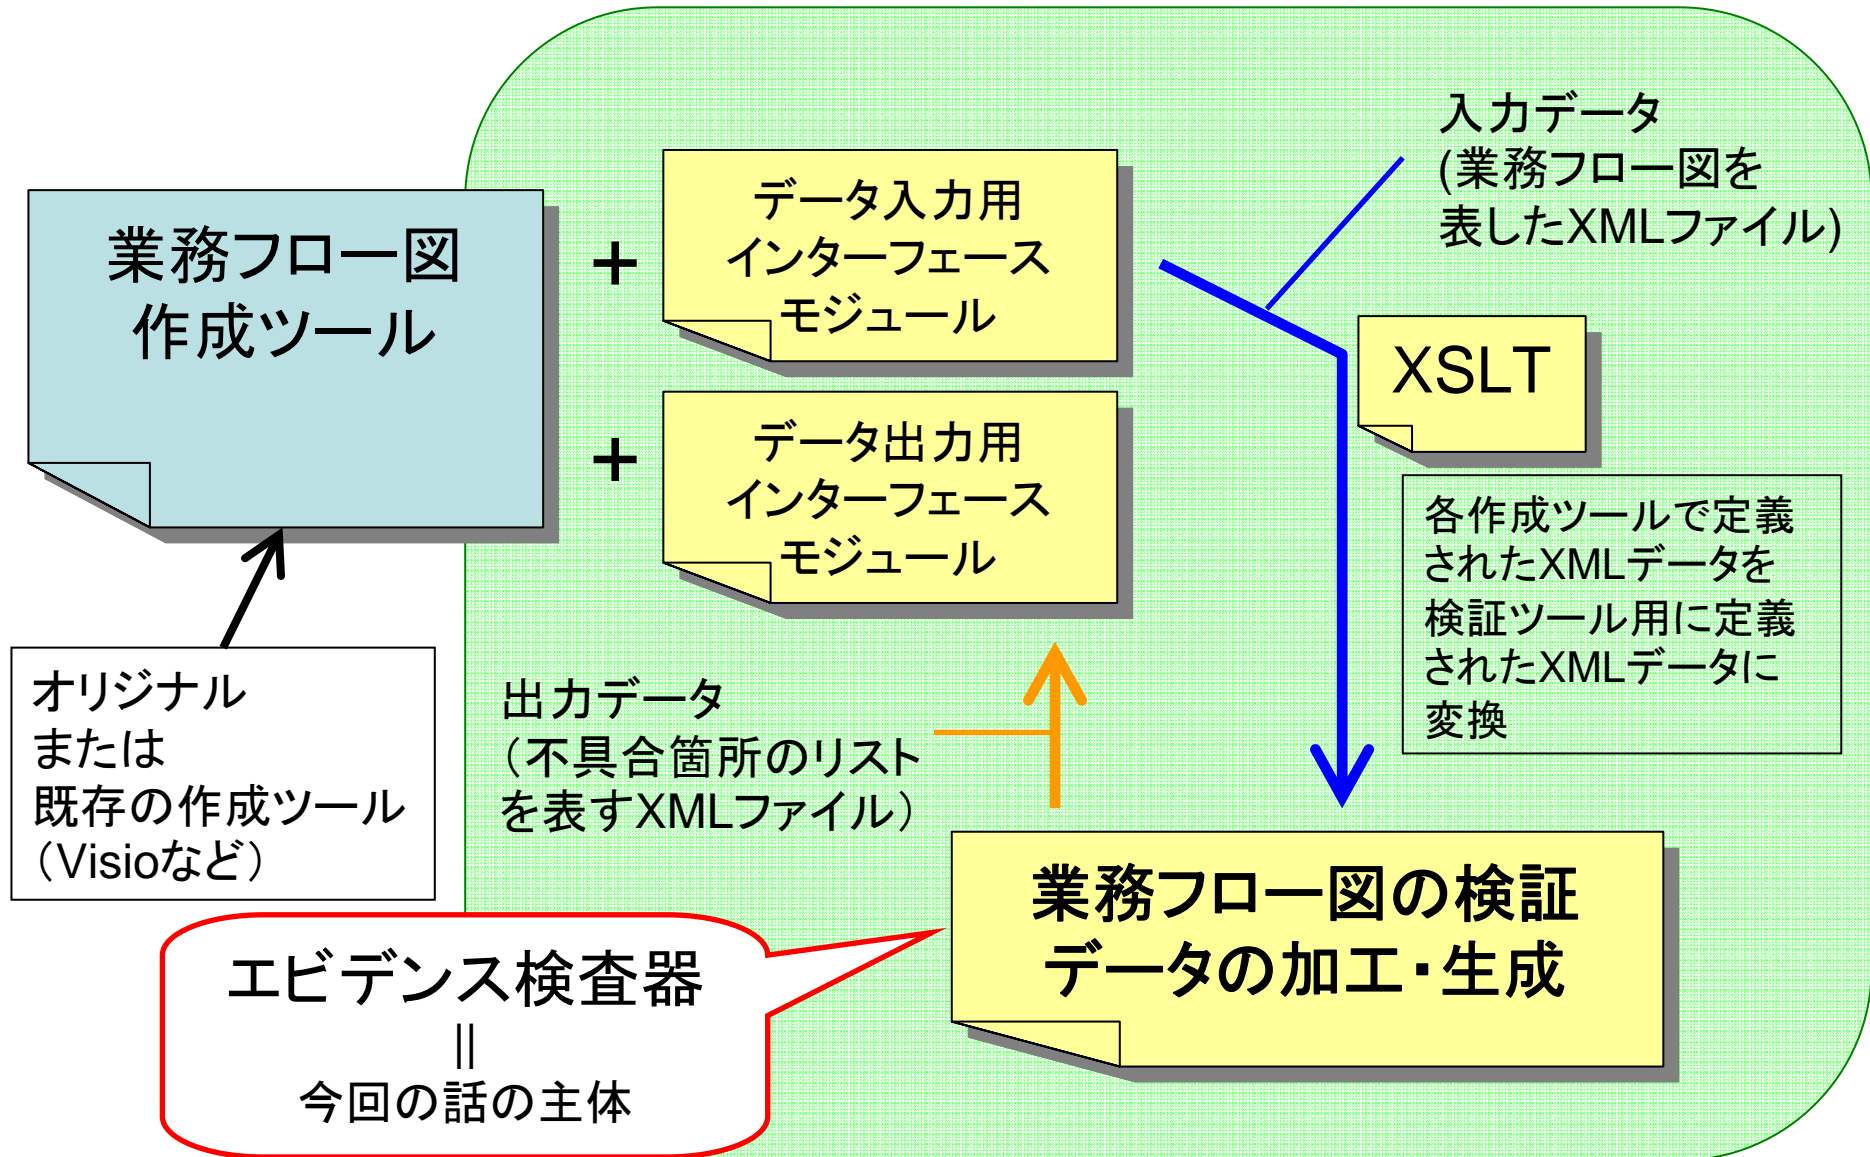 業務フロー図
作成ツール
+
データ入力用
インターフェース
モジュール
+
データ出力用
インターフェース
モジュール
入力データ
(業務フロー図を
表したXMLファイル)
XSLT
各作成ツールで定義
されたXMLデータを
検証ツール用に定義
されたXMLデータに
変換
オリジナル
または
既存の作成ツール
（Visioなど）
出力データ
（不具合箇所のリスト
を表すXMLファイル）
業務フロー図の検証
データの加工・生成
エビデンス検査器
||
今回の話の主体